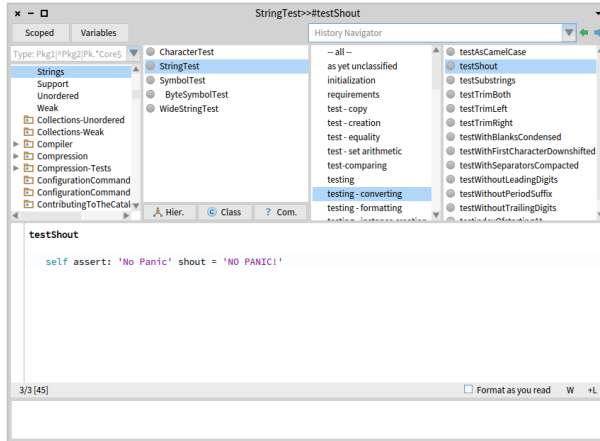 StringTest>>#testShout
Scoped
Variables
History Navigator
Type: Pkg1|^Pkg2|Pk.*Core$
Strings
Support
Unordered
Weak
Collections-Unordered
Collections-Weak
Compiler
Compression
Compression-Tests
ConfigurationCommand
ConfigurationCommand
ContributingToTheCatal
CharacterTest
StringTest
SymbolTest
ByteSymbolTest
WideStringTest
Hier.
Class
? Com.
-- all --
as yet unclassified
initialization
requirements
test - copy
test - creation
test - equality
test - set arithmetic
test-comparing
testing
testing - converting
testing - formatting
testing - instance creation
testAsCamelCase
testShout
testSubstrings
testTrimBoth
testTrimLeft
testTrimRight
testWithBlanksCondensed
testWithFirstCharacterDownshifted
testWithSeparatorsCompacted
testWithoutLeadingDigits
testWithoutPeriodSuffix
testWithoutTrailingDigits
testShout
self assert: 'No Panic' shout = 'NO PANIC!'
3/3 [45]
Format as you read
W
+L